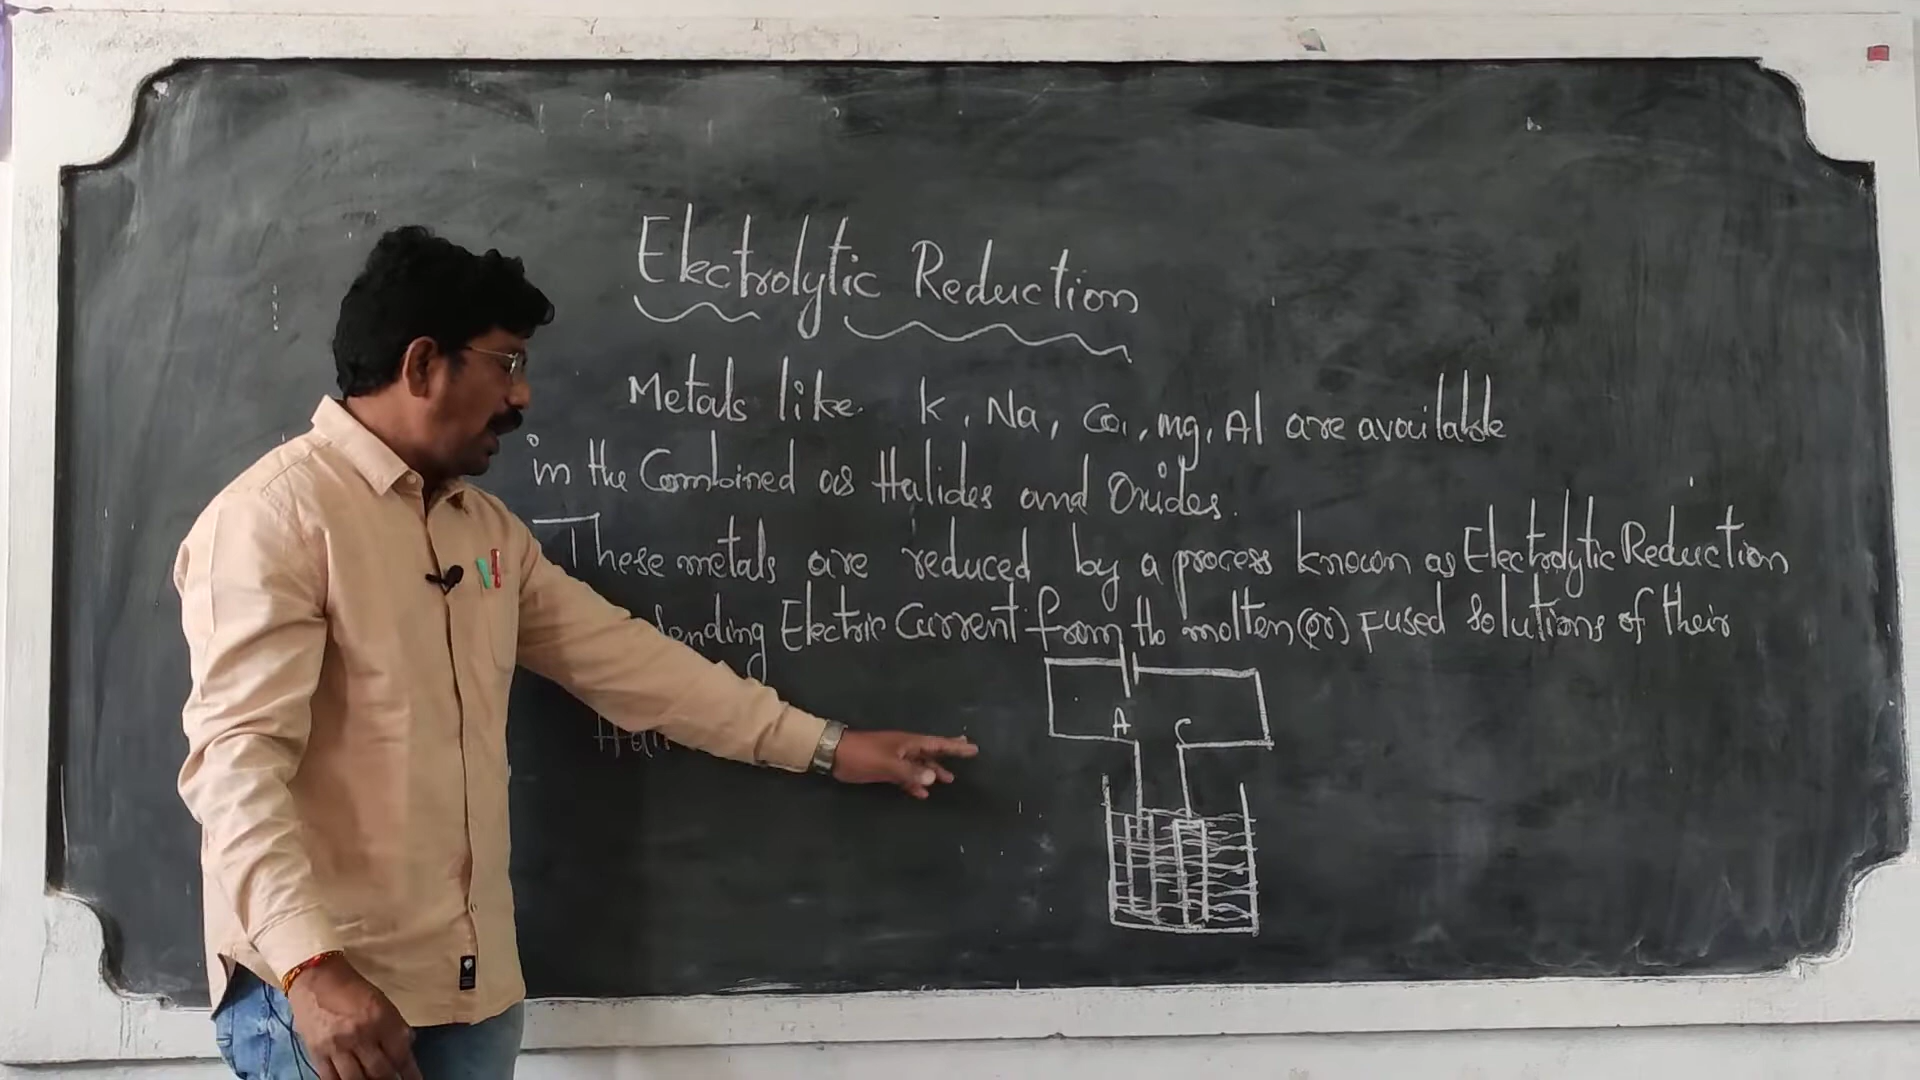 Electrolytic Reduction
Metals like K, Na, Ca, Mg, Al are available
in the Combined as Halides and Oxides.
These metals are reduced by a process known as Electrolytic Reduction
sending Electric Current from the molten (or) Fused Solutions of their
A C